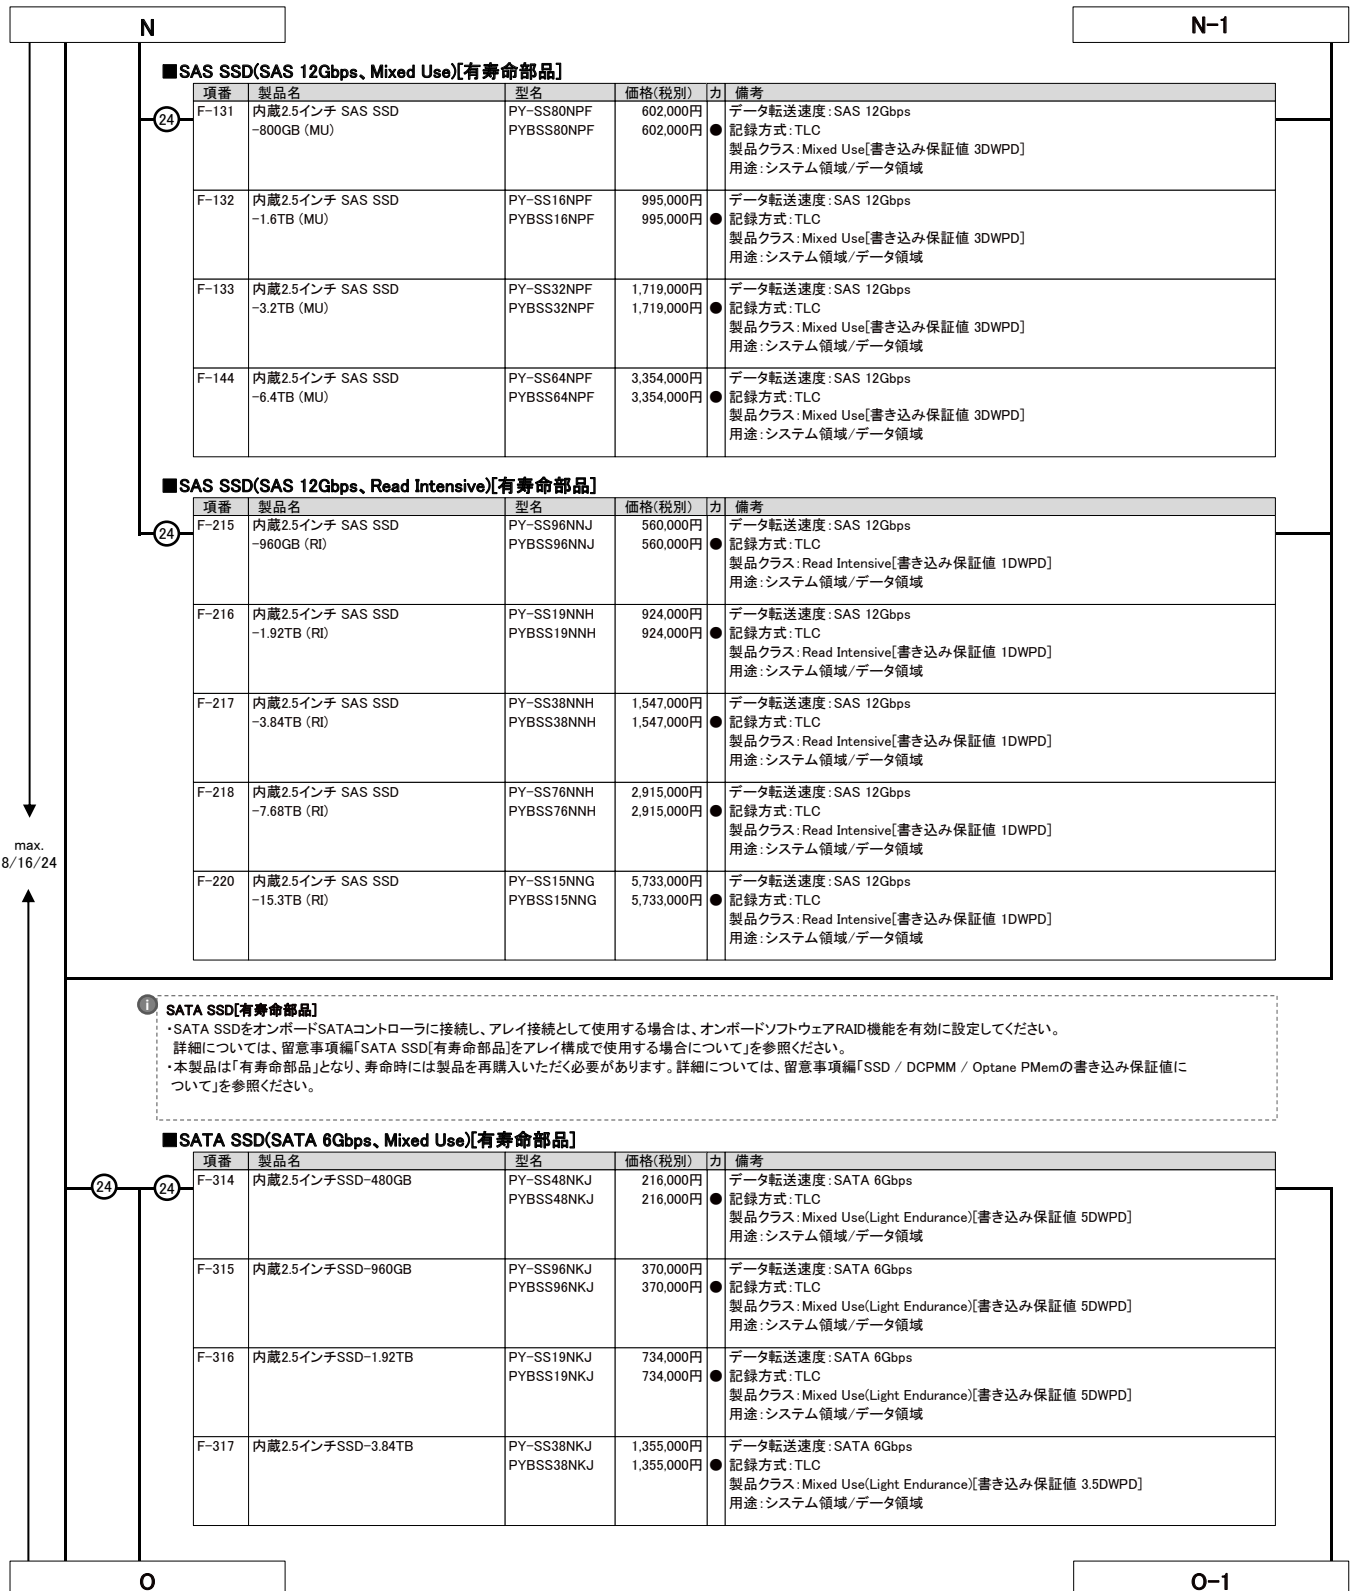 N
N-1
■SAS SSD(SAS 12Gbps、Mixed Use)[有寿命部品]
項番 製品名 型名 価格(税別) カ 備考
24
F-131 内蔵2.5インチ SAS SSD PY-SS80NPF 602,000円 データ転送速度:SAS 12Gbps
-800GB (MU) PYBSS80NPF 602,000円 ● 記録方式:TLC
製品クラス:Mixed Use[書き込み保証値 3DWPD]
用途:システム領域/データ領域
F-132 内蔵2.5インチ SAS SSD PY-SS16NPF 995,000円 データ転送速度:SAS 12Gbps
-1.6TB (MU) PYBSS16NPF 995,000円 ● 記録方式:TLC
製品クラス:Mixed Use[書き込み保証値 3DWPD]
用途:システム領域/データ領域
F-133 内蔵2.5インチ SAS SSD PY-SS32NPF 1,719,000円 データ転送速度:SAS 12Gbps
-3.2TB (MU) PYBSS32NPF 1,719,000円 ● 記録方式:TLC
製品クラス:Mixed Use[書き込み保証値 3DWPD]
用途:システム領域/データ領域
F-144 内蔵2.5インチ SAS SSD PY-SS64NPF 3,354,000円 データ転送速度:SAS 12Gbps
-6.4TB (MU) PYBSS64NPF 3,354,000円 ● 記録方式:TLC
製品クラス:Mixed Use[書き込み保証値 3DWPD]
用途:システム領域/データ領域
■SAS SSD(SAS 12Gbps、Read Intensive)[有寿命部品]
項番 製品名 型名 価格(税別) カ 備考
24
F-215 内蔵2.5インチ SAS SSD PY-SS96NNJ 560,000円 データ転送速度:SAS 12Gbps
-960GB (RI) PYBSS96NNJ 560,000円 ● 記録方式:TLC
製品クラス:Read Intensive[書き込み保証値 1DWPD]
用途:システム領域/データ領域
F-216 内蔵2.5インチ SAS SSD PY-SS19NNH 924,000円 データ転送速度:SAS 12Gbps
-1.92TB (RI) PYBSS19NNH 924,000円 ● 記録方式:TLC
製品クラス:Read Intensive[書き込み保証値 1DWPD]
用途:システム領域/データ領域
F-217 内蔵2.5インチ SAS SSD PY-SS38NNH 1,547,000円 データ転送速度:SAS 12Gbps
-3.84TB (RI) PYBSS38NNH 1,547,000円 ● 記録方式:TLC
製品クラス:Read Intensive[書き込み保証値 1DWPD]
用途:システム領域/データ領域
F-218 内蔵2.5インチ SAS SSD PY-SS76NNH 2,915,000円 データ転送速度:SAS 12Gbps
-7.68TB (RI) PYBSS76NNH 2,915,000円 ● 記録方式:TLC
製品クラス:Read Intensive[書き込み保証値 1DWPD]
用途:システム領域/データ領域
max.
8/16/24
F-220 内蔵2.5インチ SAS SSD PY-SS15NNG 5,733,000円 データ転送速度:SAS 12Gbps
-15.3TB (RI) PYBSS15NNG 5,733,000円 ● 記録方式:TLC
製品クラス:Read Intensive[書き込み保証値 1DWPD]
用途:システム領域/データ領域
i SATA SSD[有寿命部品]
・SATA SSDをオンボードSATAコントローラに接続し、アレイ接続として使用する場合は、オンボードソフトウェアRAID機能を有効に設定してください。
詳細については、留意事項編「SATA SSD[有寿命部品]をアレイ構成で使用する場合について」を参照ください。
・本製品は「有寿命部品」となり、寿命時には製品を再購入いただく必要があります。詳細については、留意事項編「SSD / DCPMM / Optane PMemの書き込み保証値に
ついて」を参照ください。
■SATA SSD(SATA 6Gbps、Mixed Use)[有寿命部品]
項番 製品名 型名 価格(税別) カ 備考
24 24
F-314 内蔵2.5インチSSD-480GB PY-SS48NKJ 216,000円 データ転送速度:SATA 6Gbps
PYBSS48NKJ 216,000円 ● 記録方式:TLC
製品クラス:Mixed Use(Light Endurance)[書き込み保証値 5DWPD]
用途:システム領域/データ領域
F-315 内蔵2.5インチSSD-960GB PY-SS96NKJ 370,000円 データ転送速度:SATA 6Gbps
PYBSS96NKJ 370,000円 ● 記録方式:TLC
製品クラス:Mixed Use(Light Endurance)[書き込み保証値 5DWPD]
用途:システム領域/データ領域
F-316 内蔵2.5インチSSD-1.92TB PY-SS19NKJ 734,000円 データ転送速度:SATA 6Gbps
PYBSS19NKJ 734,000円 ● 記録方式:TLC
製品クラス:Mixed Use(Light Endurance)[書き込み保証値 5DWPD]
用途:システム領域/データ領域
F-317 内蔵2.5インチSSD-3.84TB PY-SS38NKJ 1,355,000円 データ転送速度:SATA 6Gbps
PYBSS38NKJ 1,355,000円 ● 記録方式:TLC
製品クラス:Mixed Use(Light Endurance)[書き込み保証値 3.5DWPD]
用途:システム領域/データ領域
O
O-1